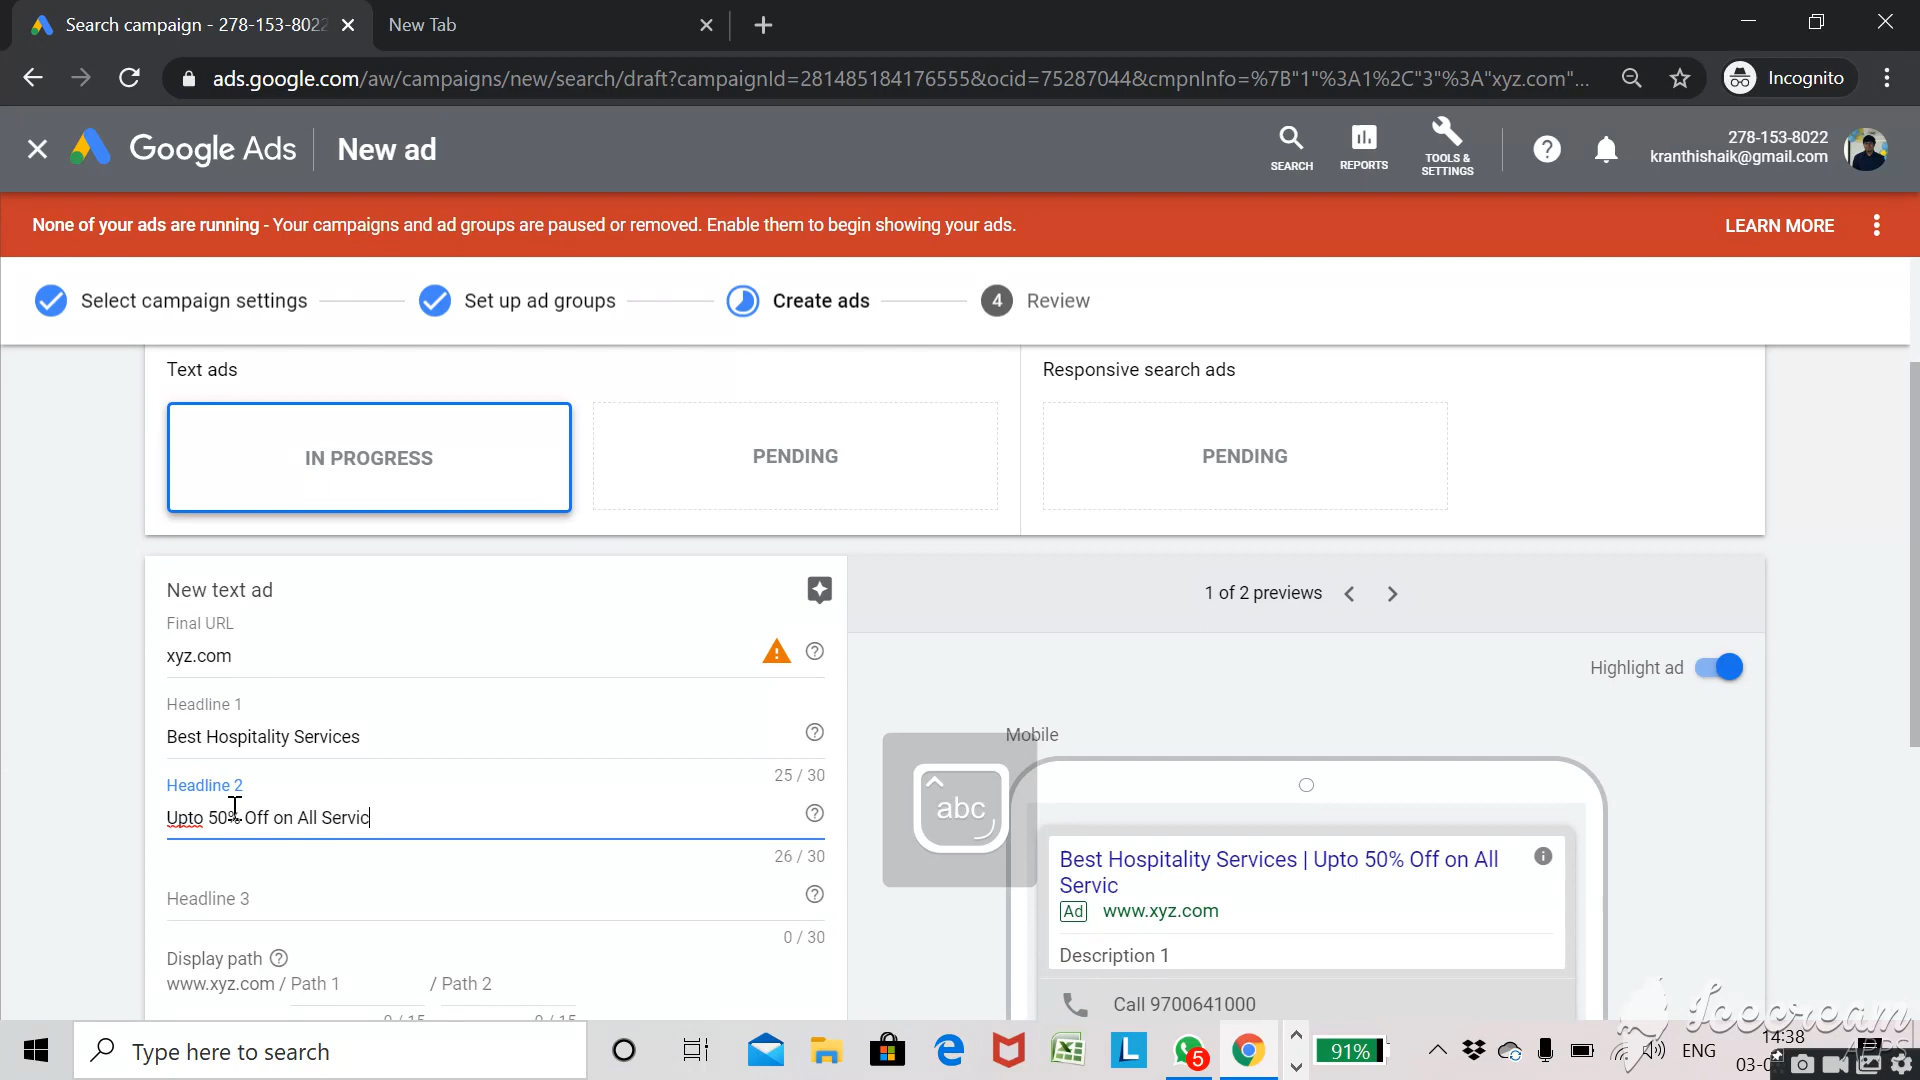 Search campaign - 278-153-8022
New Tab
ads.google.com/aw/campaigns/new/search/draft?campaignId=281485184176555&ocid=75287044&cmpnInfo=%7B"1"%3A1%2C"3"%3A"xyz.com"...
Incognito
Google Ads
New ad
SEARCH
REPORTS
TOOLS &
SETTINGS
278-153-8022
kranthishaik@gmail.com
None of your ads are running - Your campaigns and ad groups are paused or removed. Enable them to begin showing your ads.
LEARN MORE
Select campaign settings
Set up ad groups
Create ads
4
Review
Text ads
Responsive search ads
IN PROGRESS
PENDING
PENDING
New text ad
1 of 2 previews
Final URL
xyz.com
Highlight ad
Headline 1
Best Hospitality Services
25 / 30
Mobile
Headline 2
Upto 50% Off on All Servic
26 / 30
abc
Best Hospitality Services | Upto 50% Off on All
Servic
Ad www.xyz.com
Headline 3
0 / 30
Description 1
Display path
www.xyz.com / Path 1
/ Path 2
0 / 15
0 / 15
Call 9700641000
Icecream
APPS
Type here to search
5
91%
ENG
14:38